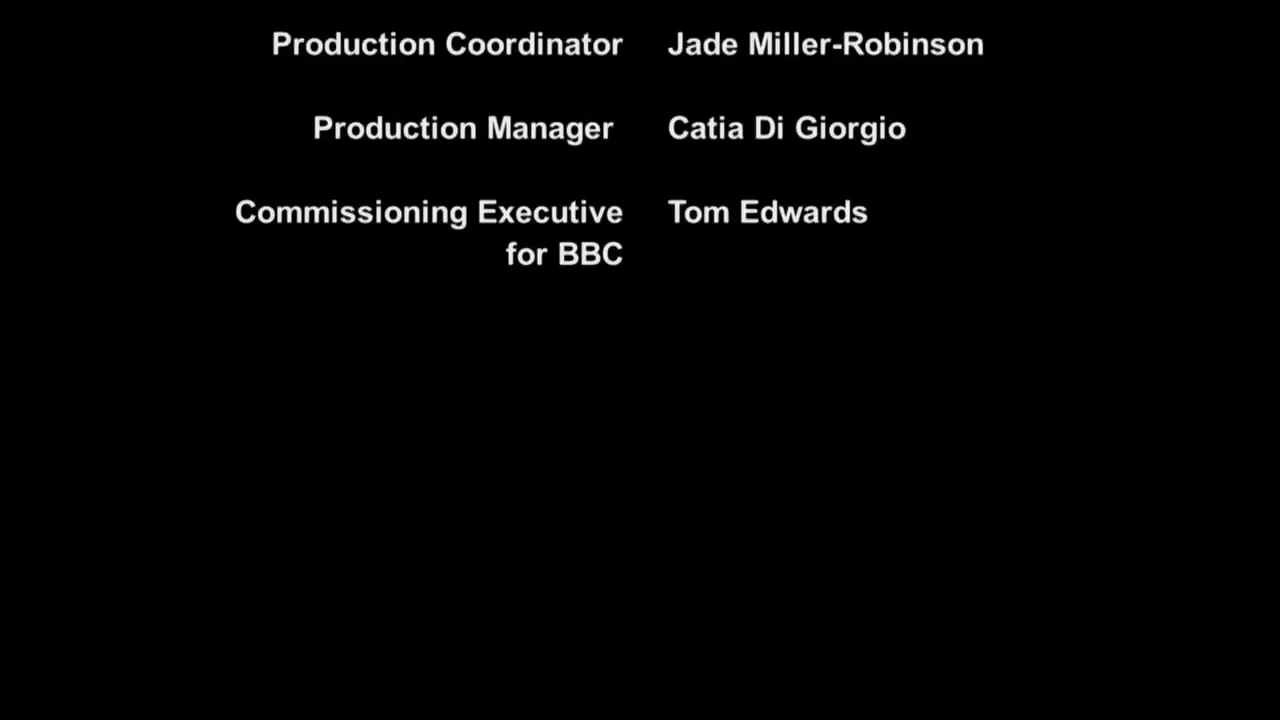 Production Coordinator Jade Miller-Robinson
Production Manager Catia Di Giorgio
Commissioning Executive Tom Edwards
for BBC